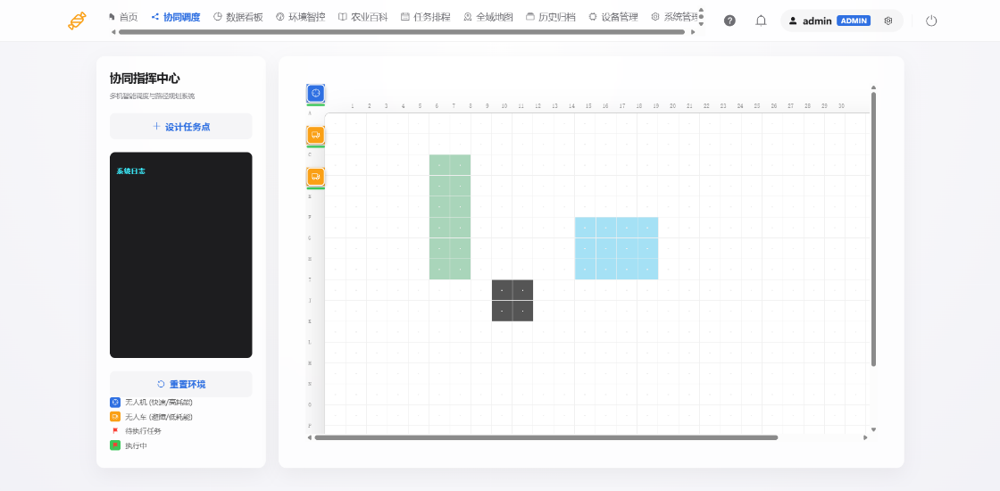 首页 协同调度 数据看板 环境智控 农业百科 任务排程 全域地图 历史归档 设备管理 系统管理
admin ADMIN
协同指挥中心
多机智能调度与路径规划系统
设计任务点
系统日志
重置环境
无人机 (快速/高耗能)
无人车 (避障/低耗能)
待执行任务
执行中
1 2 3 4 5 6 7 8 9 10 11 12 13 14 15 16 17 18 19 20 21 22 23 24 25 26 27 28 29 30
C
F
G
H
I
J
K
L
M
N
O
P